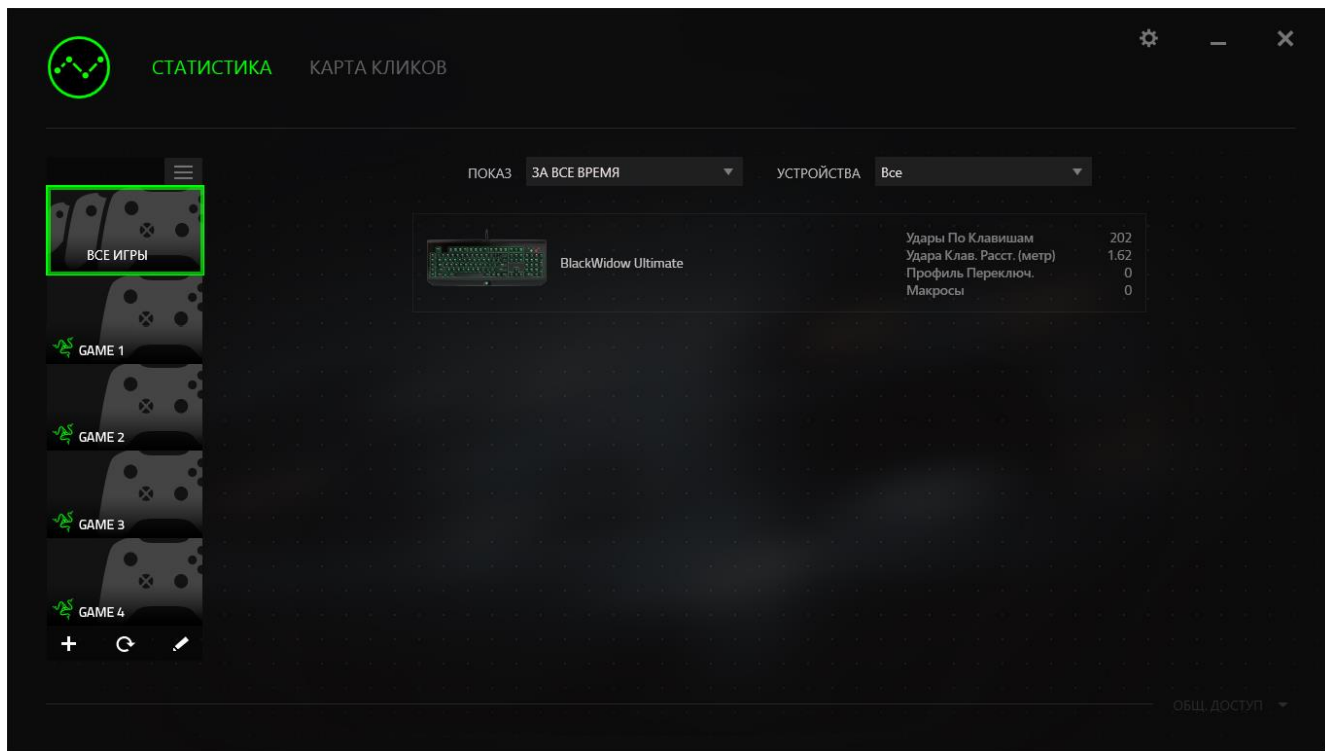 СТАТИСТИКА КАРТА КЛИКОВ
ПОКАЗ ЗА ВСЕ ВРЕМЯ УСТРОЙСТВА Все
ВСЕ ИГРЫ
BlackWidow Ultimate
Удары По Клавишам 202
Удара Клав. Расст. (метр) 1.62
Профиль Переключ. 0
Макросы 0
GAME 1
GAME 2
GAME 3
GAME 4
ОБЩ. ДОСТУП